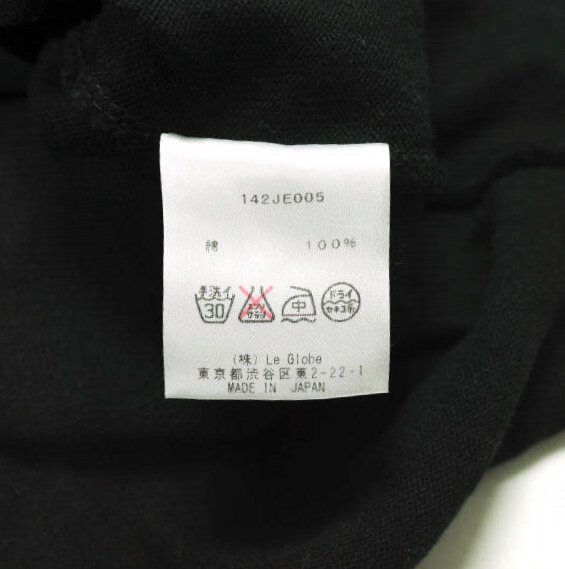 142JE005
綿 100%
手洗イ 30 エンソ サラシ 中 ドライ セキユ系
(株) Le Globe
東京都渋谷区東2-22-1
MADE IN JAPAN